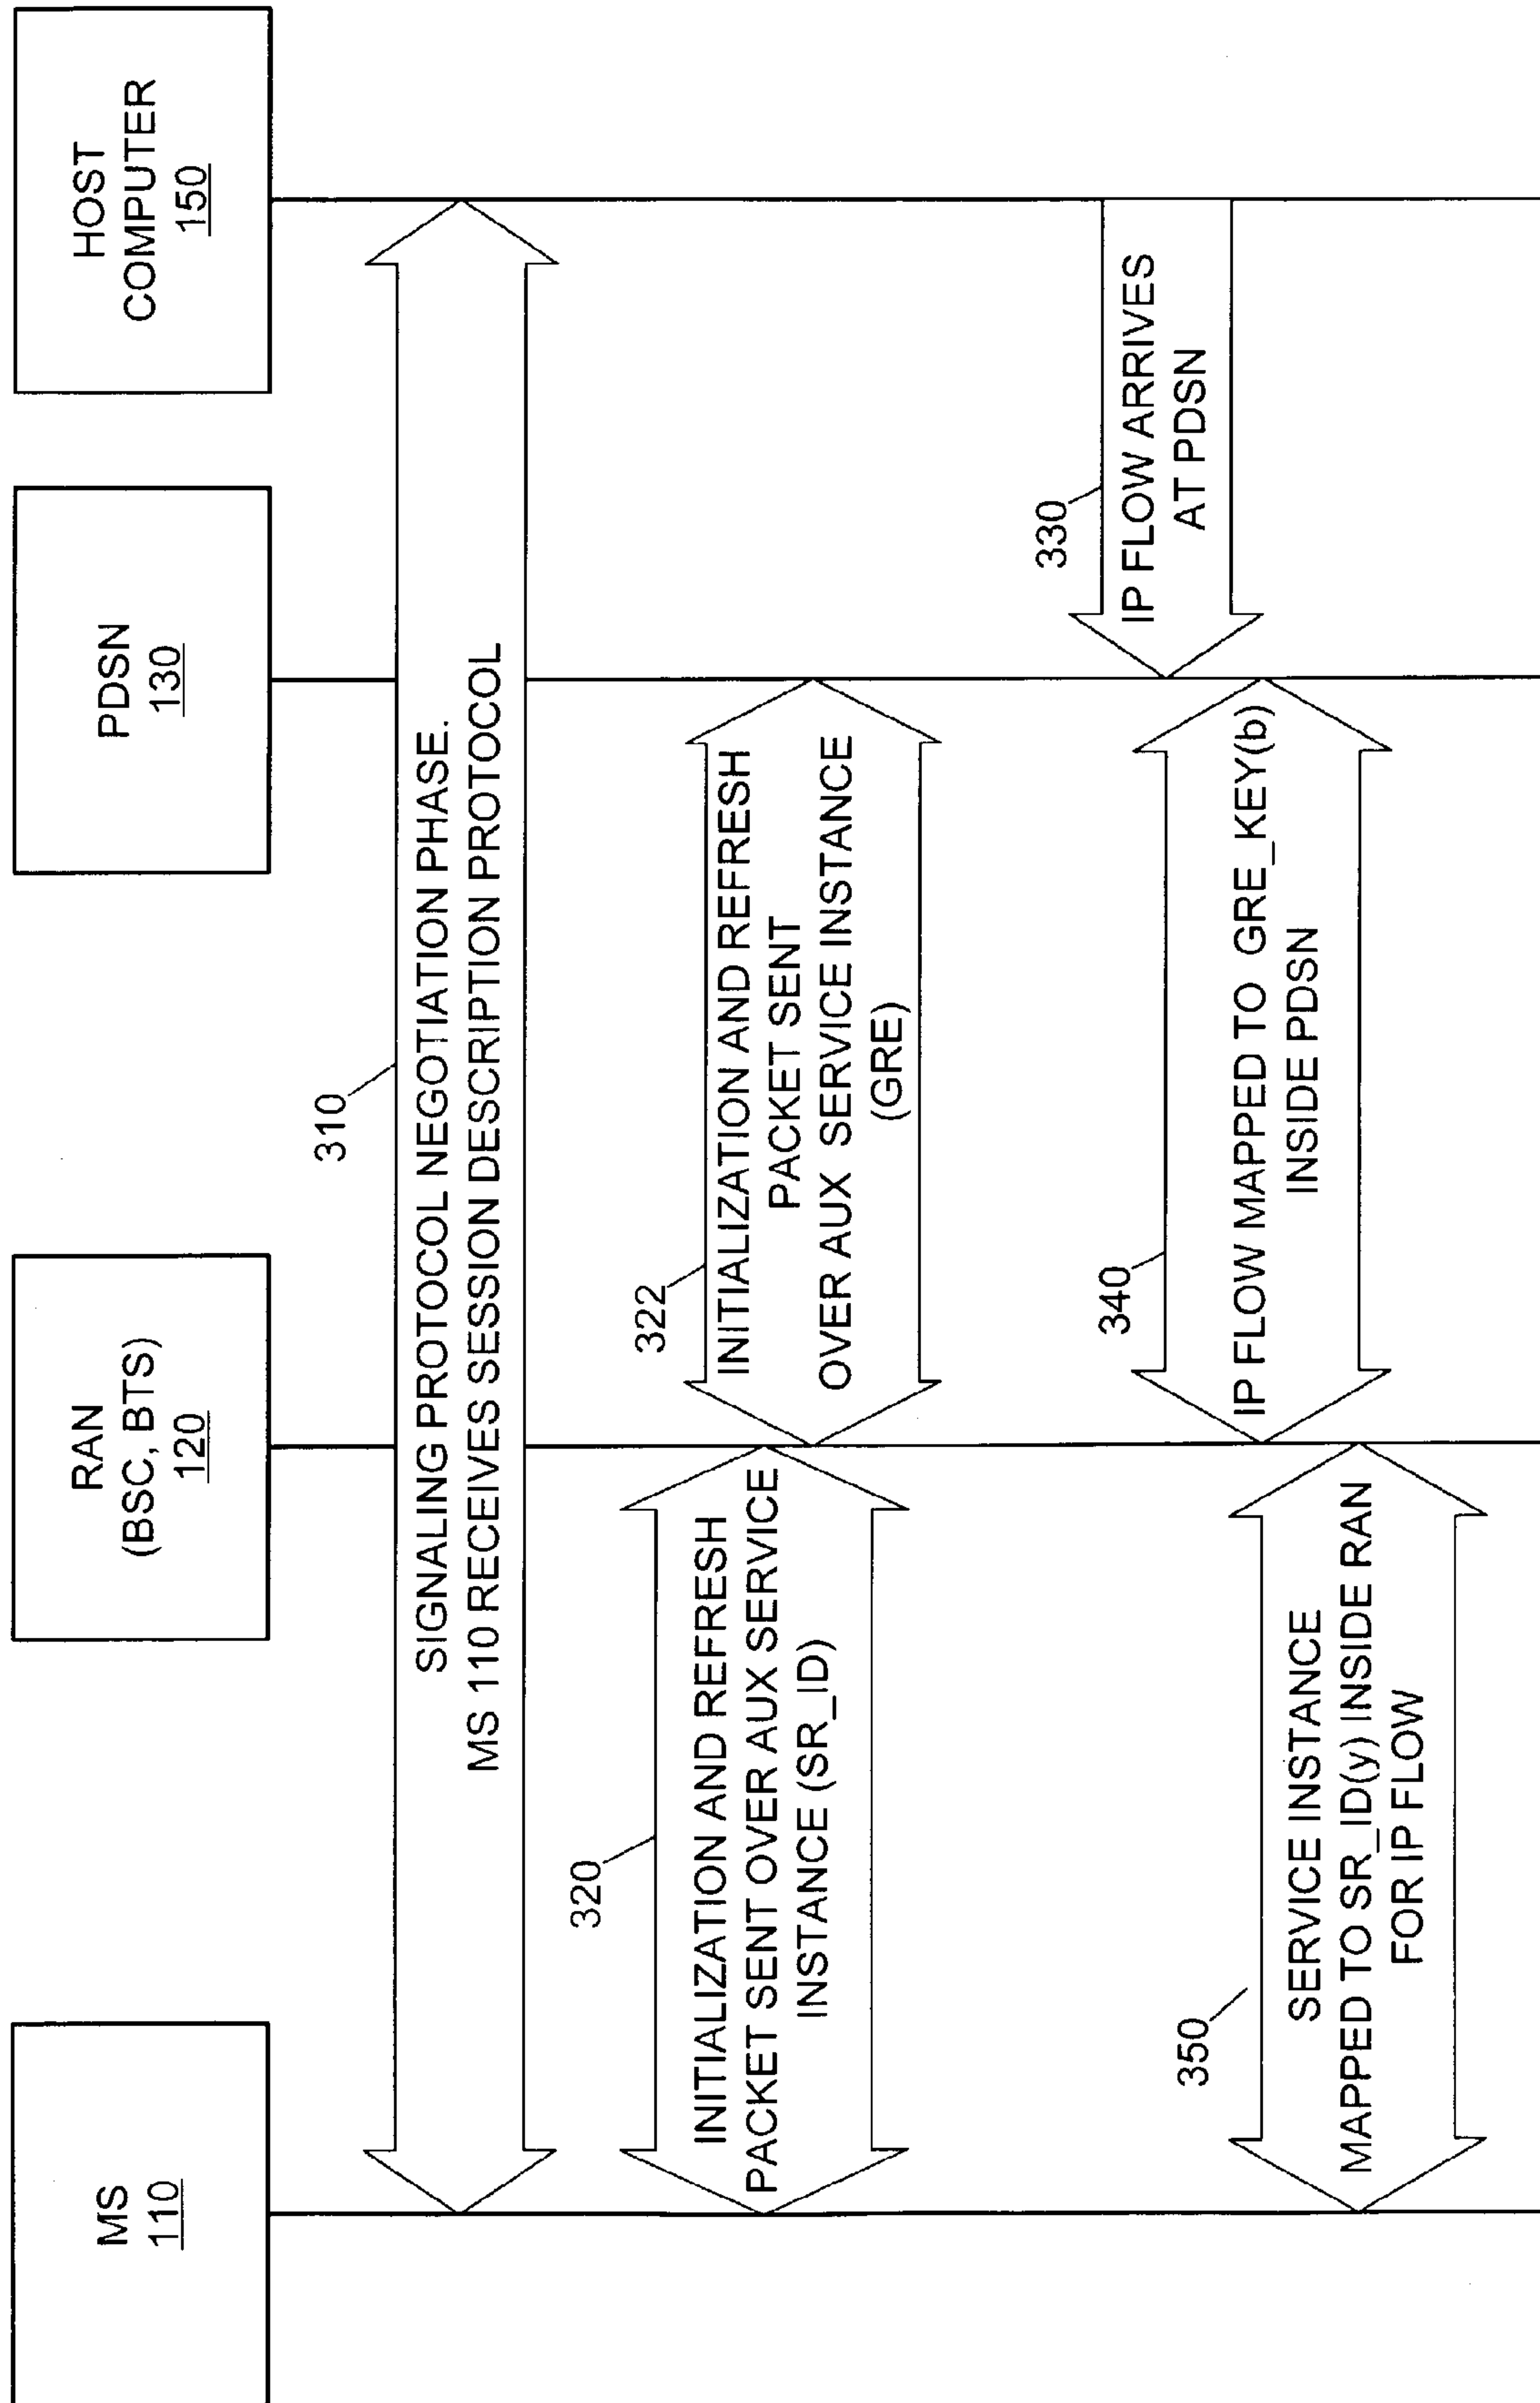 MS
110
RAN
(BSC, BTS)
120
PDSN
130
HOST
COMPUTER
150
310
SIGNALING PROTOCOL NEGOTIATION PHASE.
MS 110 RECEIVES SESSION DESCRIPTION PROTOCOL
320
INITIALIZATION AND REFRESH
PACKET SENT OVER AUX SERVICE
INSTANCE (SR_ID)
322
INITIALIZATION AND REFRESH
PACKET SENT
OVER AUX SERVICE INSTANCE
(GRE)
330
IP FLOW ARRIVES
AT PDSN
340
IP FLOW MAPPED TO GRE_KEY(b)
INSIDE PDSN
350
SERVICE INSTANCE
MAPPED TO SR_ID(y) INSIDE RAN
FOR IP FLOW